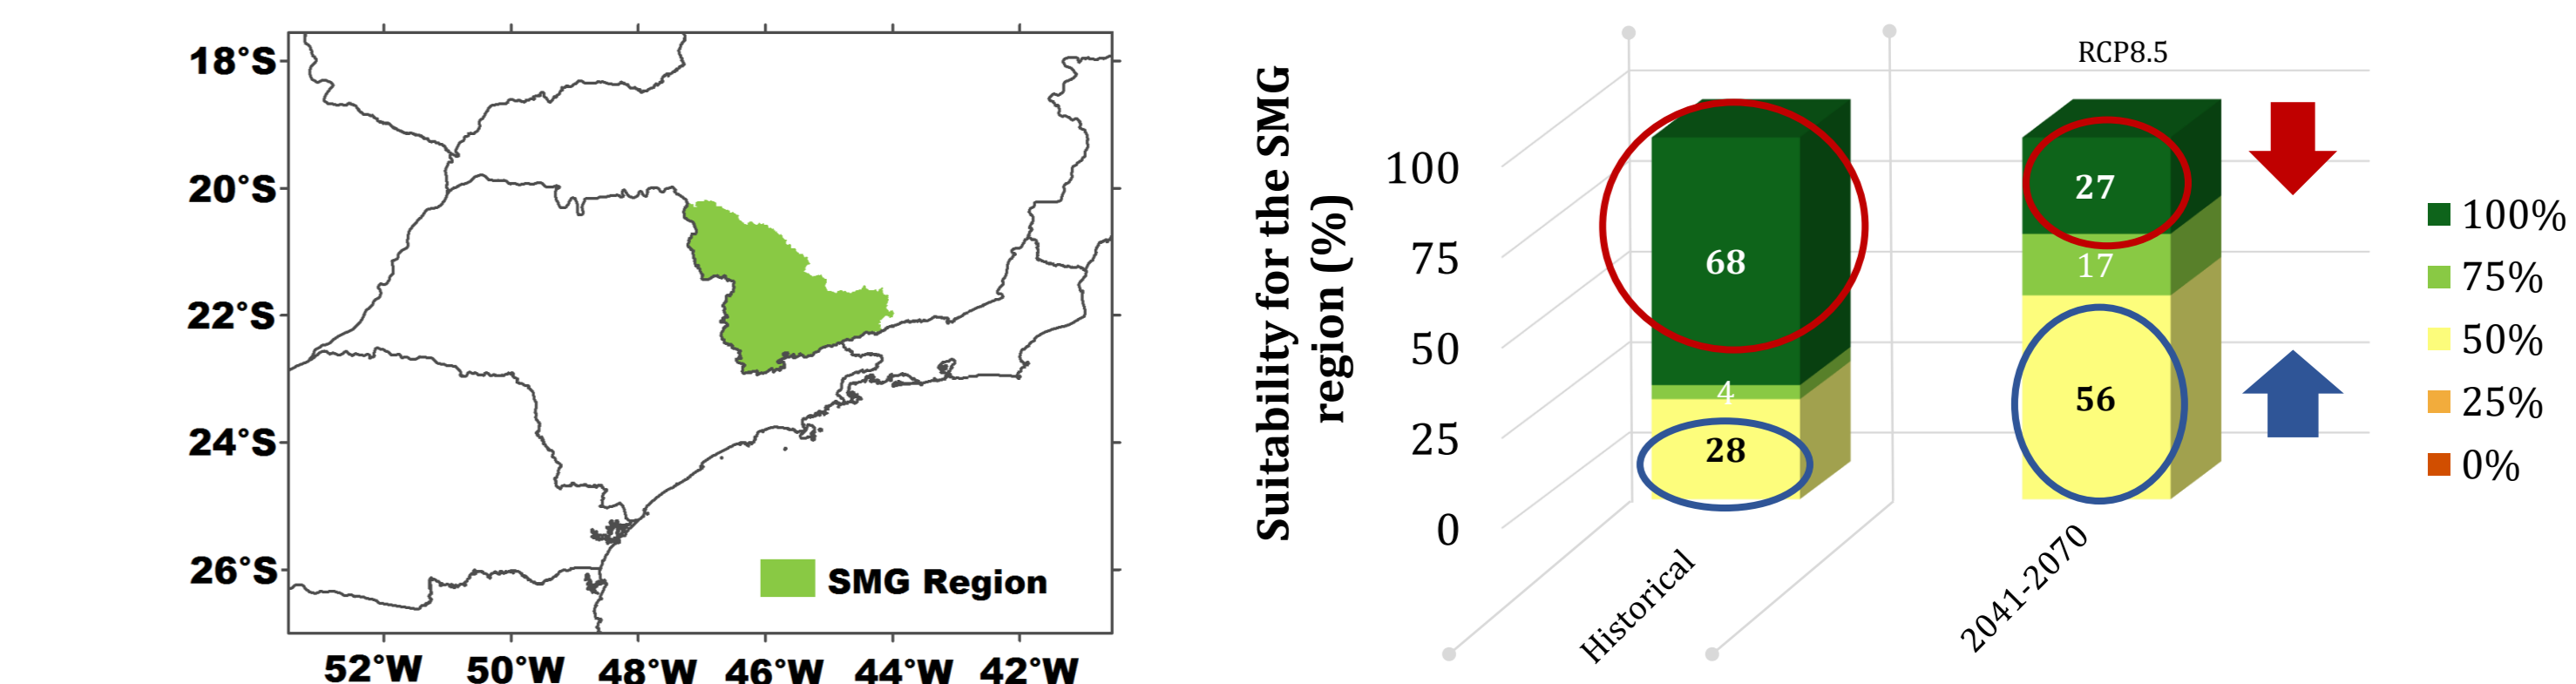 18°S
20°S
22°S
24°S
26°S
52°W 50°W 48°W 46°W 44°W 42°W
SMG Region
Suitability for the SMG
region (%)
100
75
50
25
0
RCP8.5
68
4
28
27
17
56
Historical
2041-2070
100%
75%
50%
25%
0%